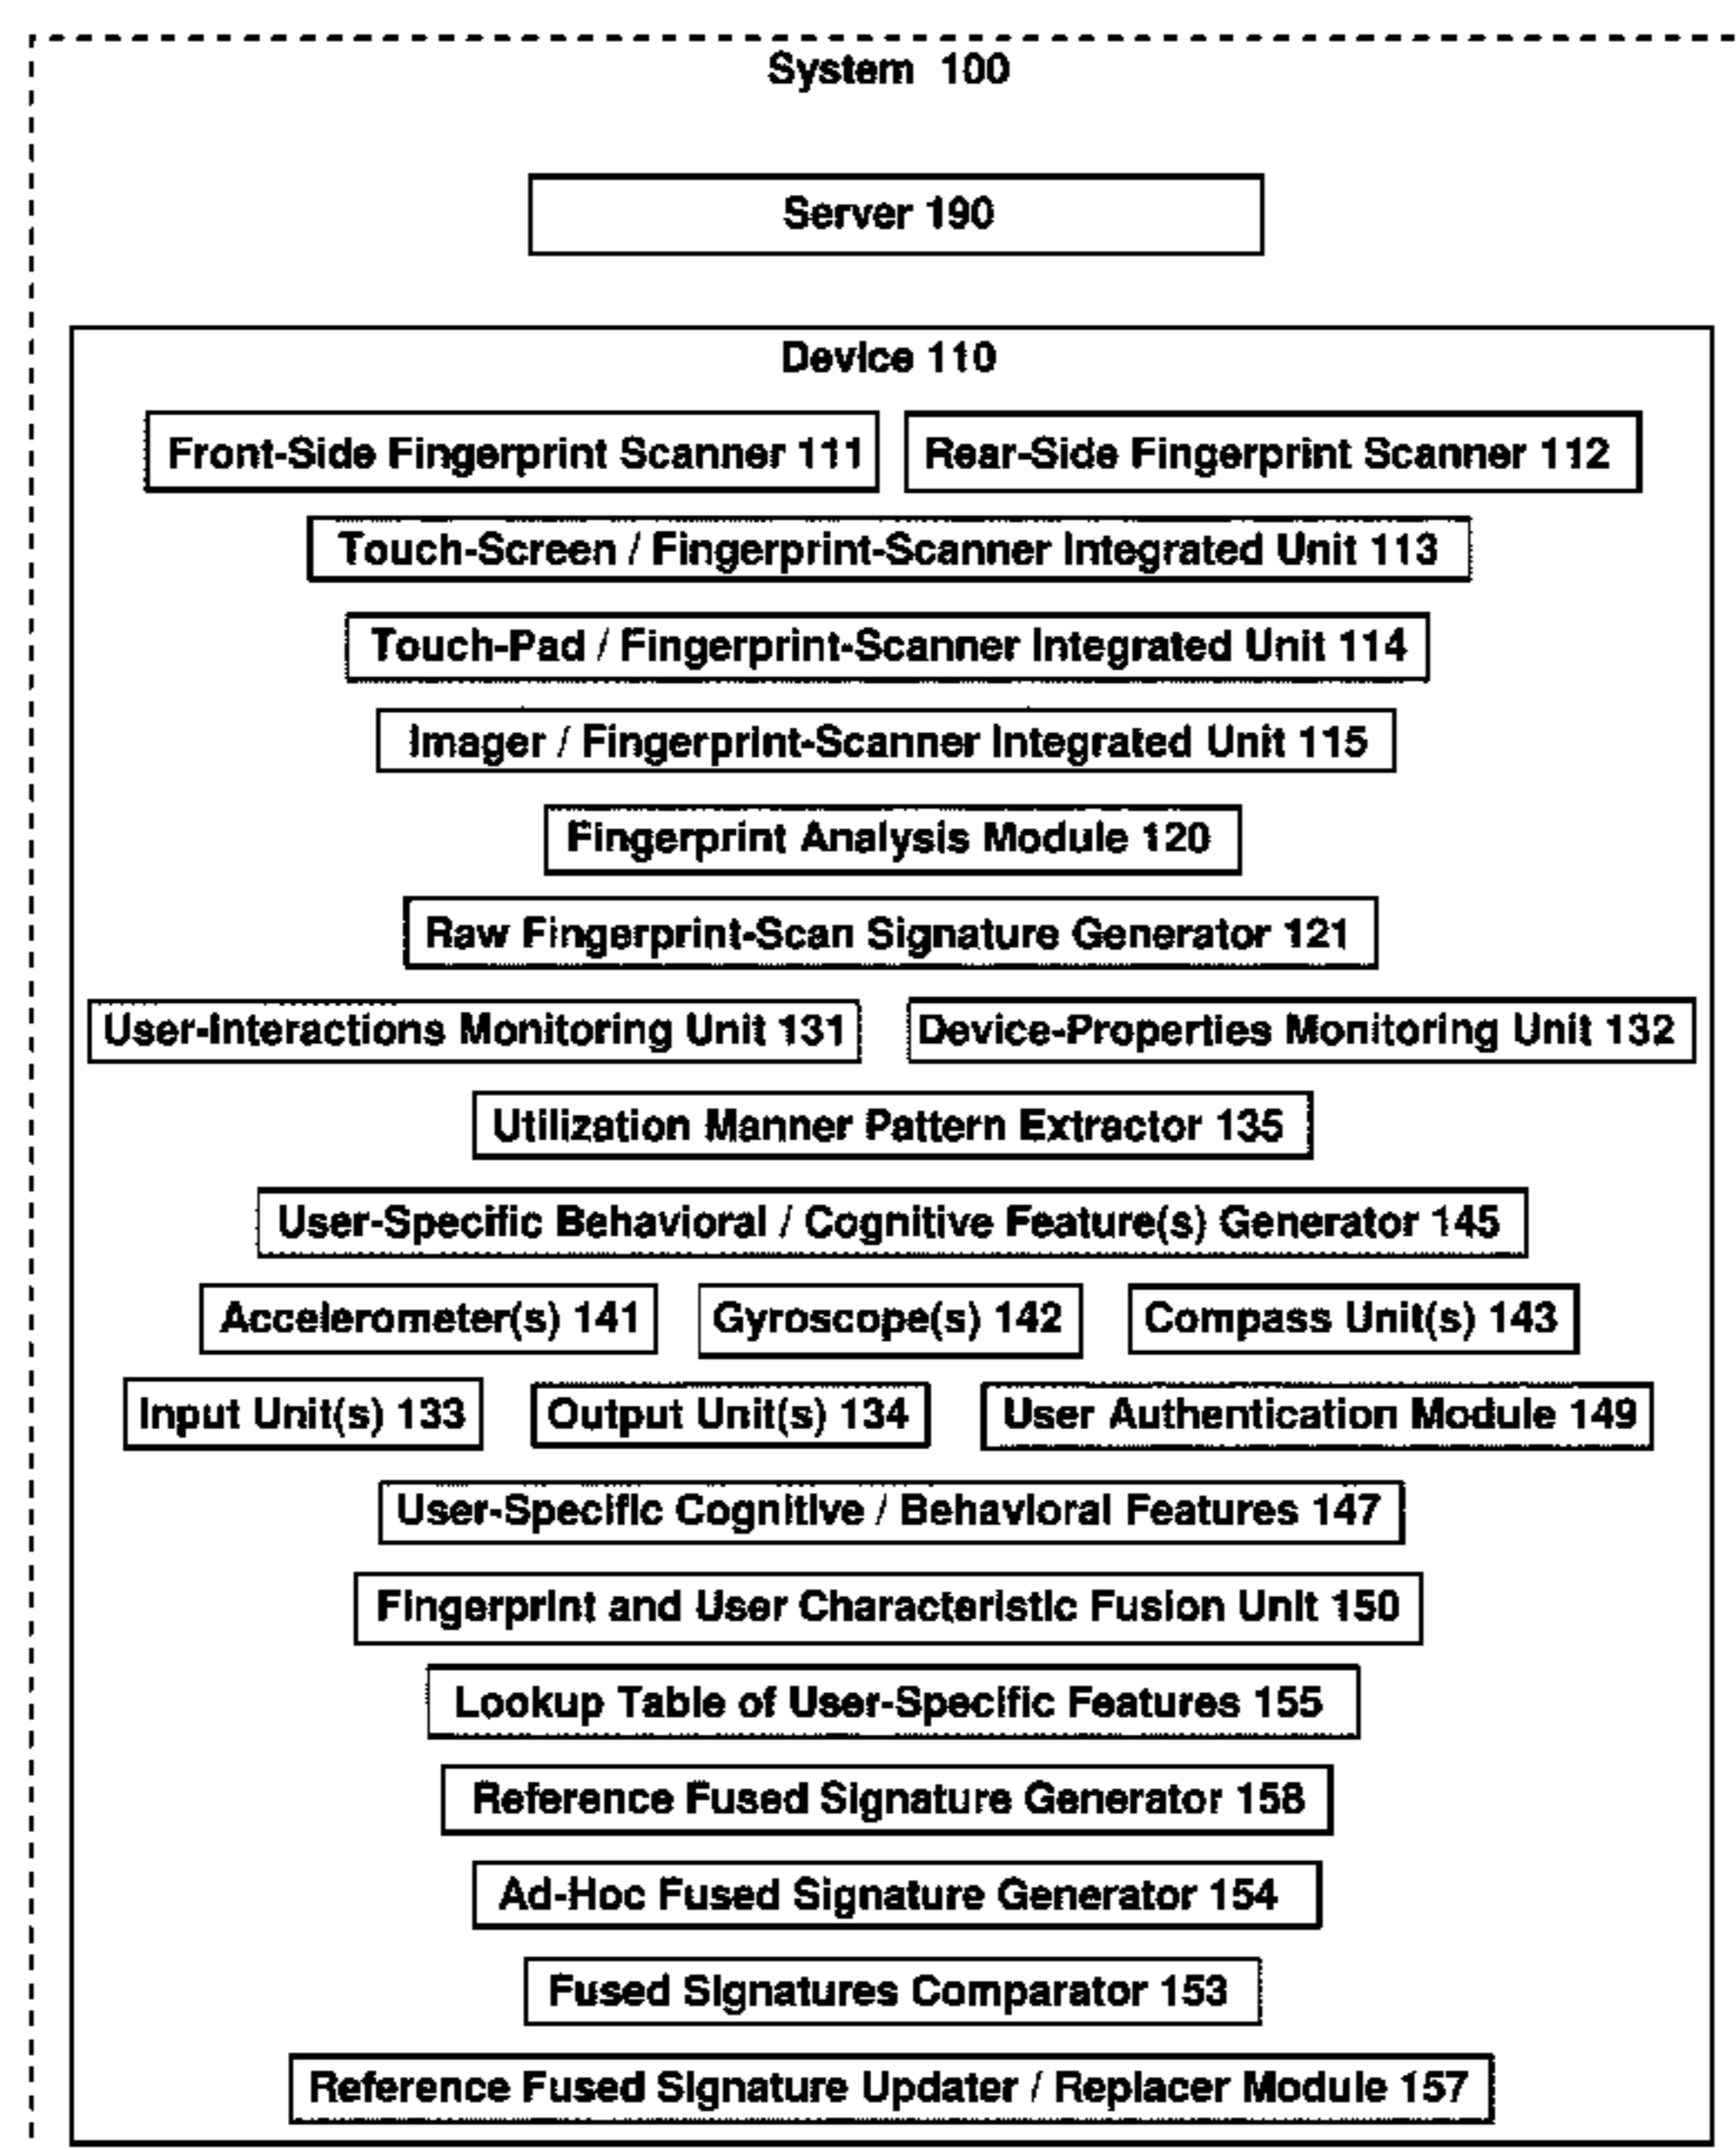 System 100
Server 190
Device 110
Front-Side Fingerprint Scanner 111
Rear-Side Fingerprint Scanner 112
Touch-Screen / Fingerprint-Scanner Integrated Unit 113
Touch-Pad / Fingerprint-Scanner Integrated Unit 114
Imager / Fingerprint-Scanner Integrated Unit 115
Fingerprint Analysis Module 120
Raw Fingerprint-Scan Signature Generator 121
User-Interactions Monitoring Unit 131
Device-Properties Monitoring Unit 132
Utilization Manner Pattern Extractor 135
User-Specific Behavioral / Cognitive Feature(s) Generator 145
Accelerometer(s) 141
Gyroscope(s) 142
Compass Unit(s) 143
Input Unit(s) 133
Output Unit(s) 134
User Authentication Module 149
User-Specific Cognitive / Behavioral Features 147
Fingerprint and User Characteristic Fusion Unit 150
Lookup Table of User-Specific Features 155
Reference Fused Signature Generator 158
Ad-Hoc Fused Signature Generator 154
Fused Signatures Comparator 153
Reference Fused Signature Updater / Replacer Module 157